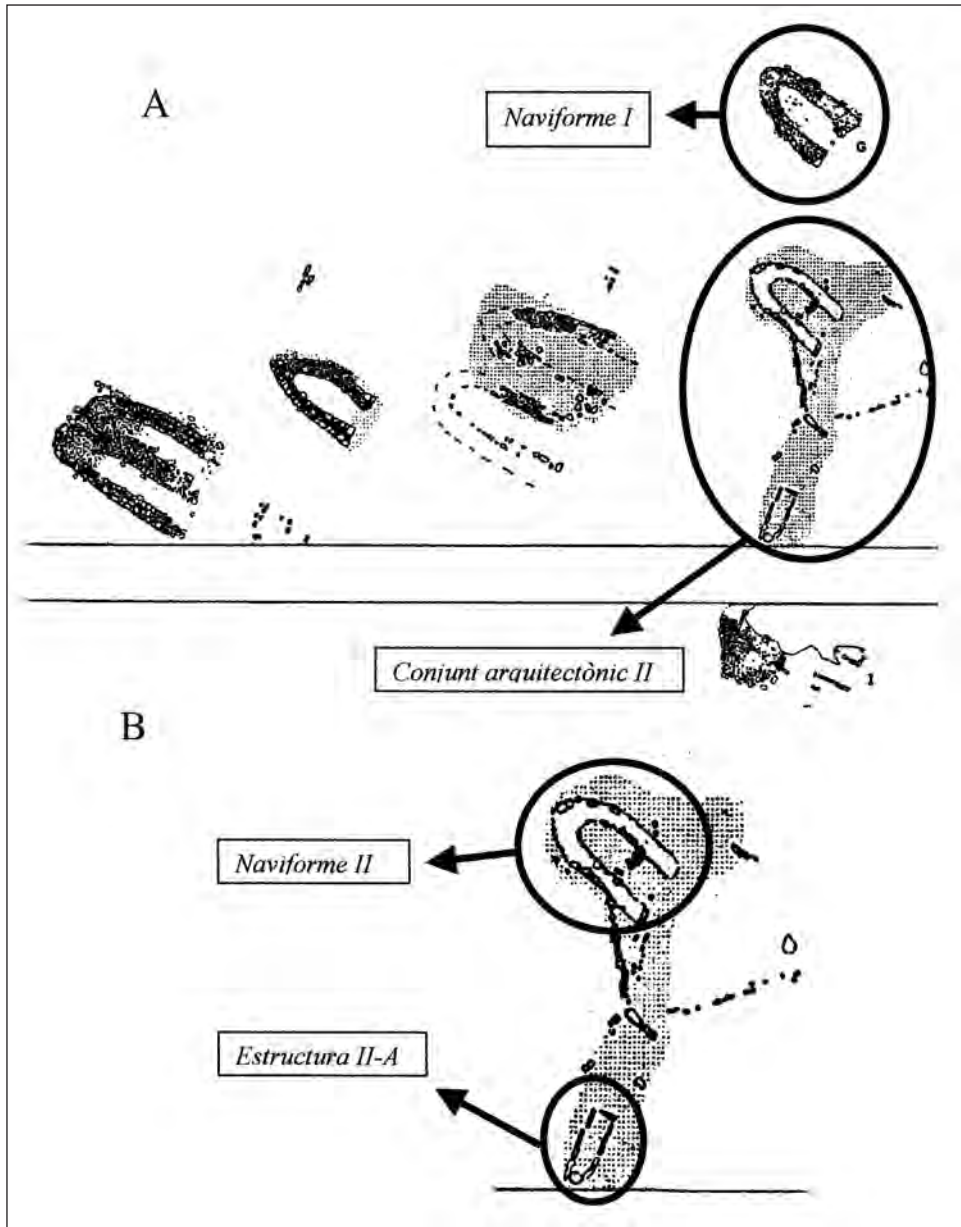 A
Naviforme I
G
Conjunt arquitectònic II
I
B
Naviforme II
Estructura II-A